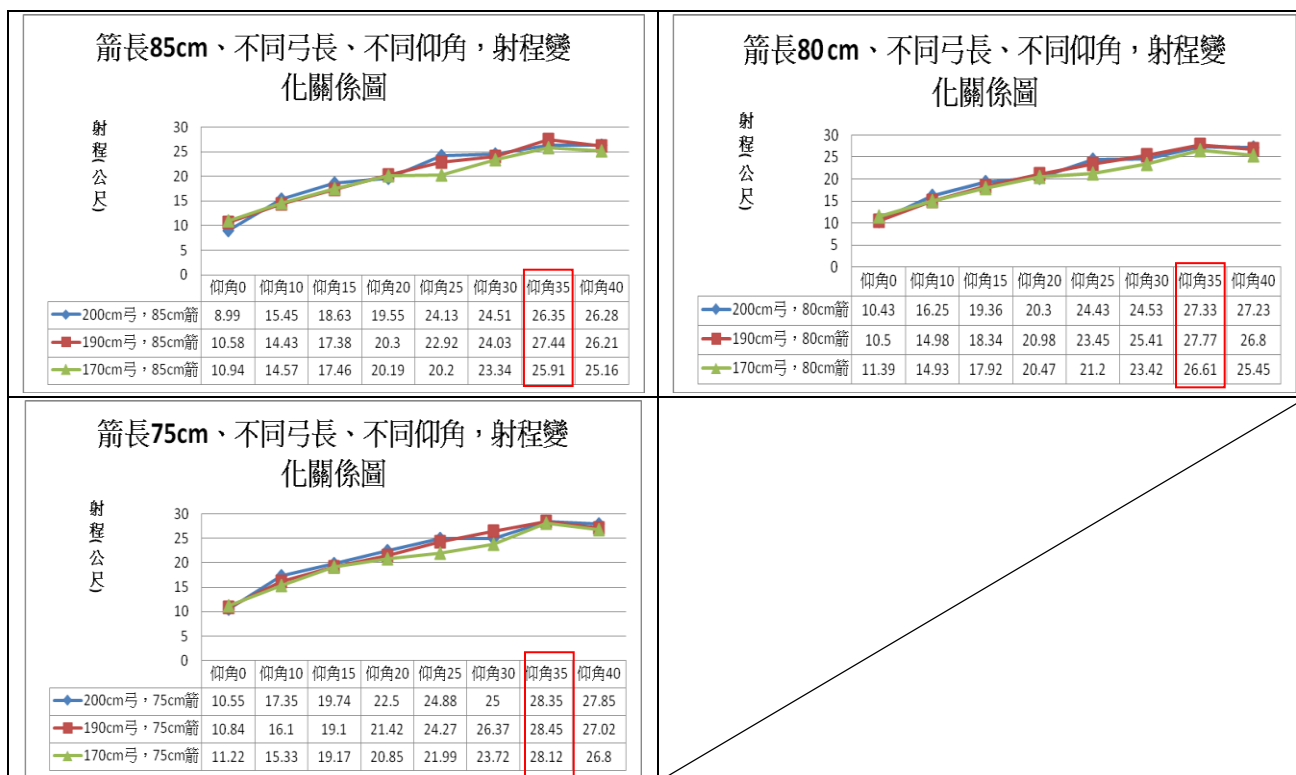 箭長85cm、不同弓長、不同仰角，射程變
化關係圖
射程(公尺)
30
25
20
15
10
5
0
仰角0 仰角10 仰角15 仰角20 仰角25 仰角30 仰角35 仰角40
200cm弓，85cm箭 8.99 15.45 18.63 19.55 24.13 24.51 26.35 26.28
190cm弓，85cm箭 10.58 14.43 17.38 20.3 22.92 24.03 27.44 26.21
170cm弓，85cm箭 10.94 14.57 17.46 20.19 20.2 23.34 25.91 25.16
箭長80cm、不同弓長、不同仰角，射程變
化關係圖
射程(公尺)
30
25
20
15
10
5
0
仰角0 仰角10 仰角15 仰角20 仰角25 仰角30 仰角35 仰角40
200cm弓，80cm箭 10.43 16.25 19.36 20.3 24.43 24.53 27.33 27.23
190cm弓，80cm箭 10.5 14.98 18.34 20.98 23.45 25.41 27.77 26.8
170cm弓，80cm箭 11.39 14.93 17.92 20.47 21.2 23.42 26.61 25.45
箭長75cm、不同弓長、不同仰角，射程變
化關係圖
射程(公尺)
30
25
20
15
10
5
0
仰角0 仰角10 仰角15 仰角20 仰角25 仰角30 仰角35 仰角40
200cm弓，75cm箭 10.55 17.35 19.74 22.5 24.88 25 28.35 27.85
190cm弓，75cm箭 10.84 16.1 19.1 21.42 24.27 26.37 28.45 27.02
170cm弓，75cm箭 11.22 15.33 19.17 20.85 21.99 23.72 28.12 26.8